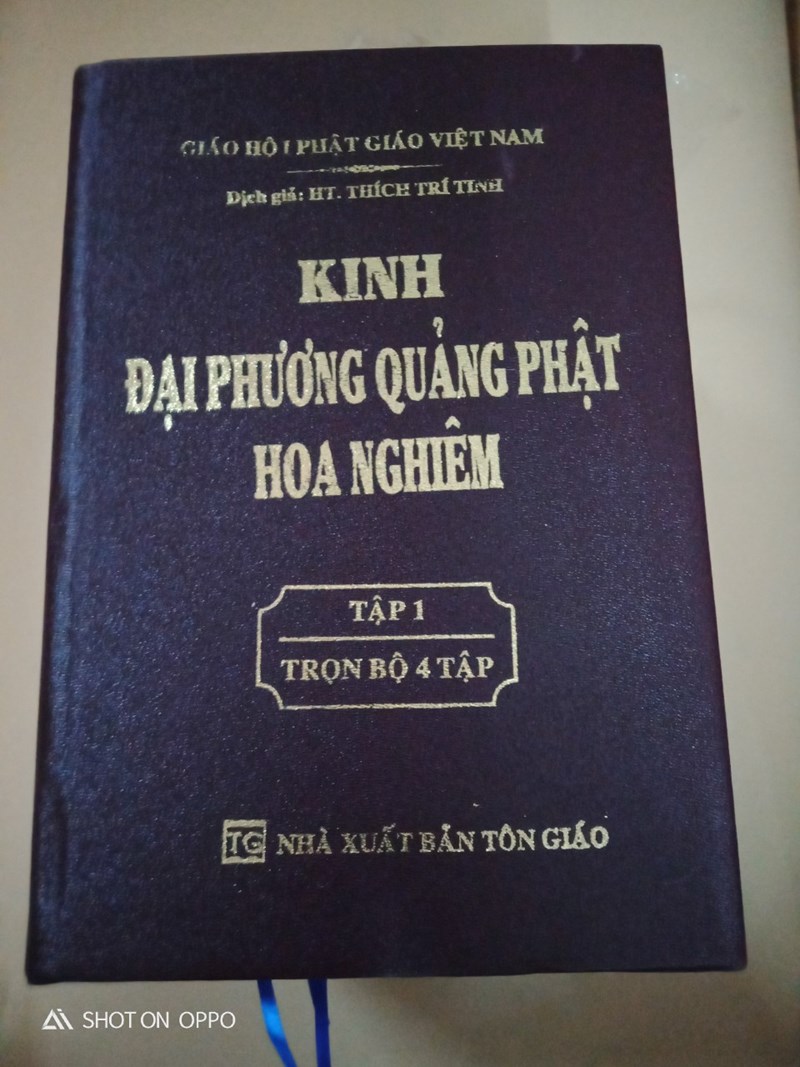 GIÁO HỘI PHẬT GIÁO VIỆT NAM
Dịch giả: HT. THÍCH TRÍ TỊNH
KINH
ĐẠI PHƯƠNG QUẢNG PHẬT
HOA NGHIÊM
TẬP 1
TRỌN BỘ 4 TẬP
TG NHÀ XUẤT BẢN TÔN GIÁO
SHOT ON OPPO